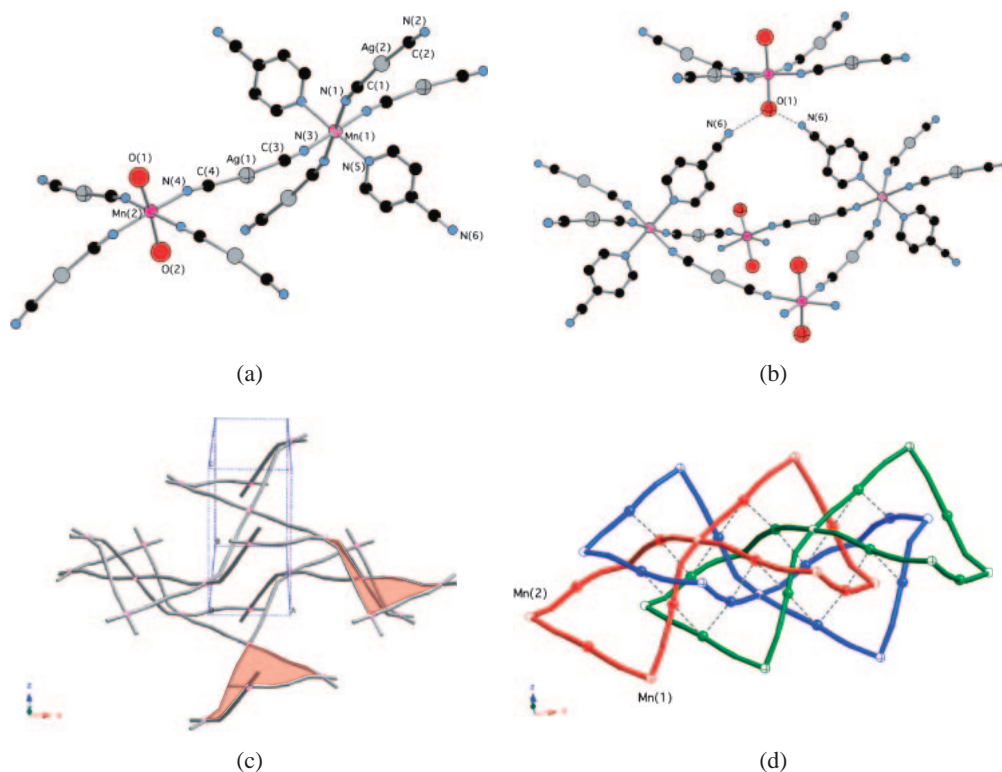 N(2)
Ag(2)
C(2)
N(1)
C(1)
N(3)
Mn(1)
C(3)
Ag(1)
N(5)
O(1)
N(4)
C(4)
Mn(2)
O(2)
N(6)
(a)
O(1)
N(6)
N(6)
(b)
(c)
Mn(2)
Mn(1)
(d)